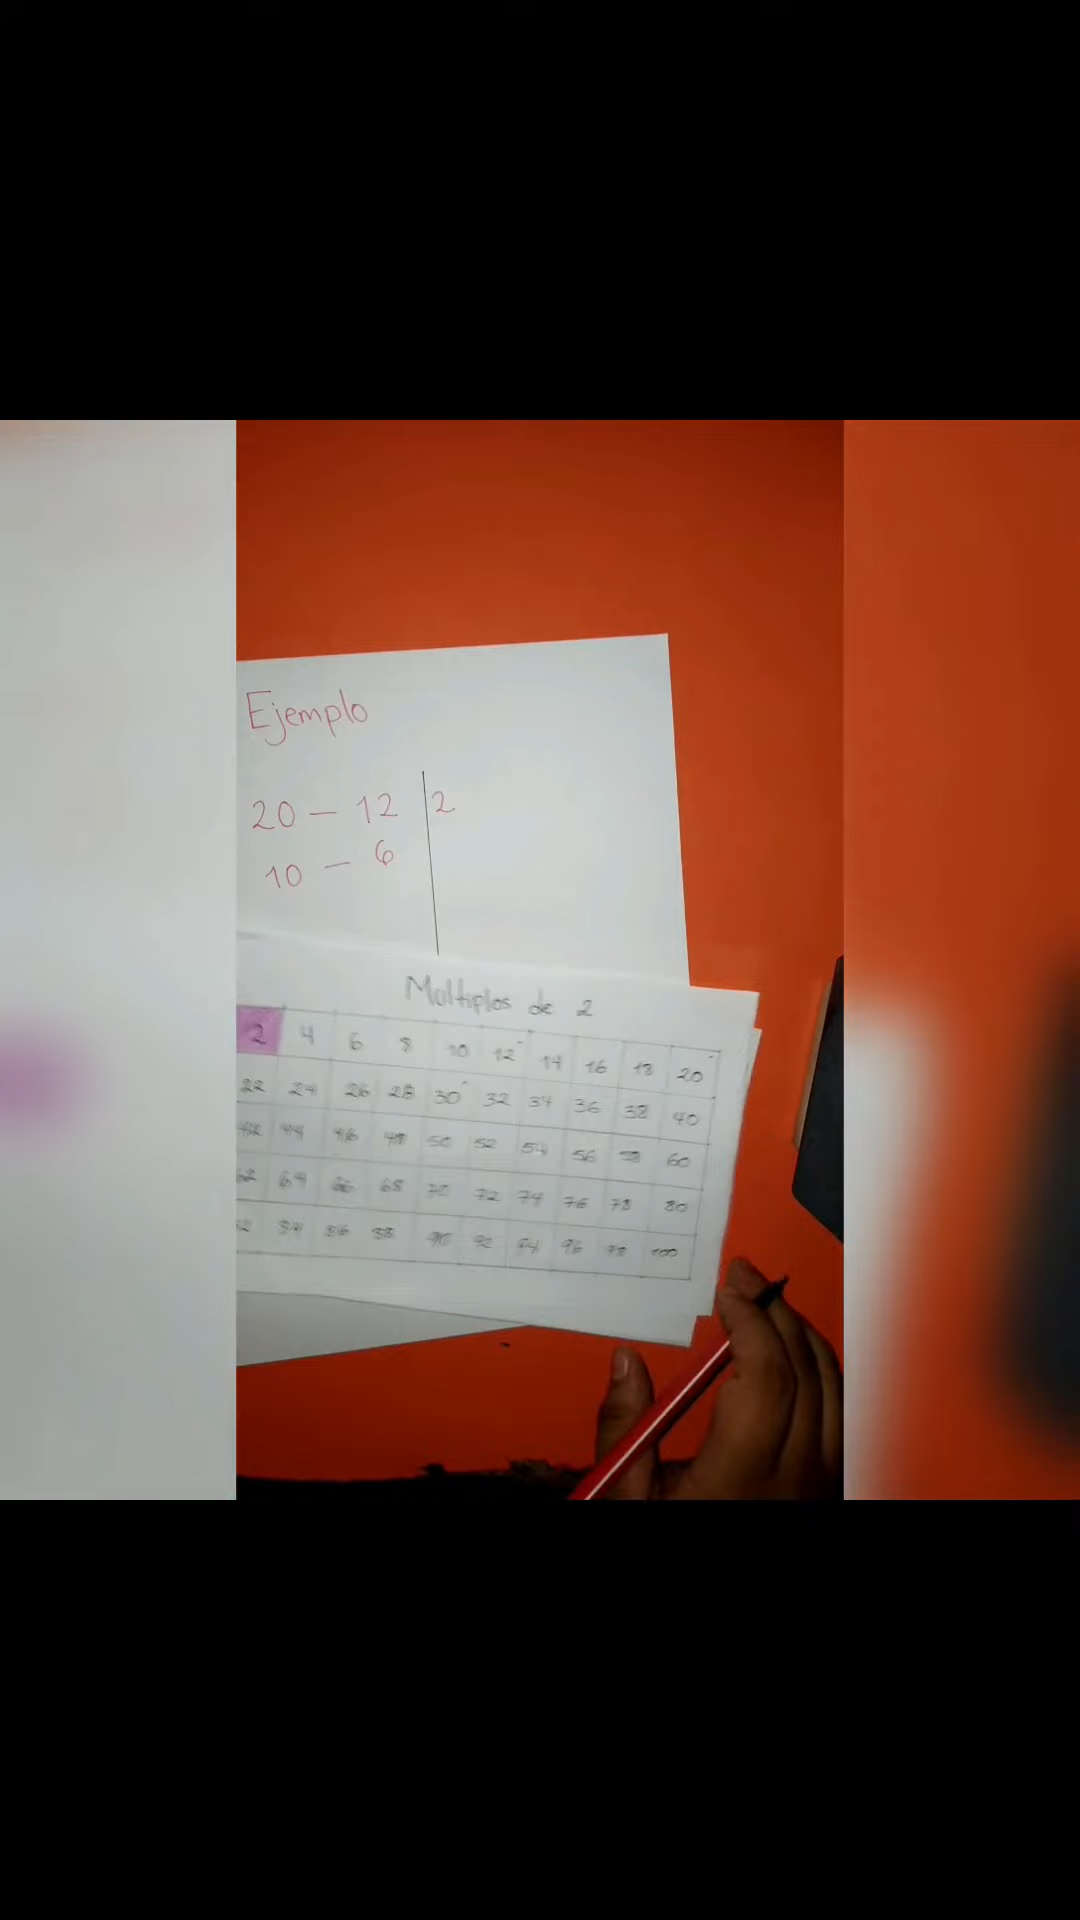 Ejemplo
20 — 12 | 2
10 — 6
Multiplos de 2
2 4 6 8 10 12 14 16 18 20
22 24 26 28 30 32 34 36 38 40
42 44 46 48 50 52 54 56 58 60
62 64 66 68 70 72 74 76 78 80
84 86 88 90 92 94 96 98 100